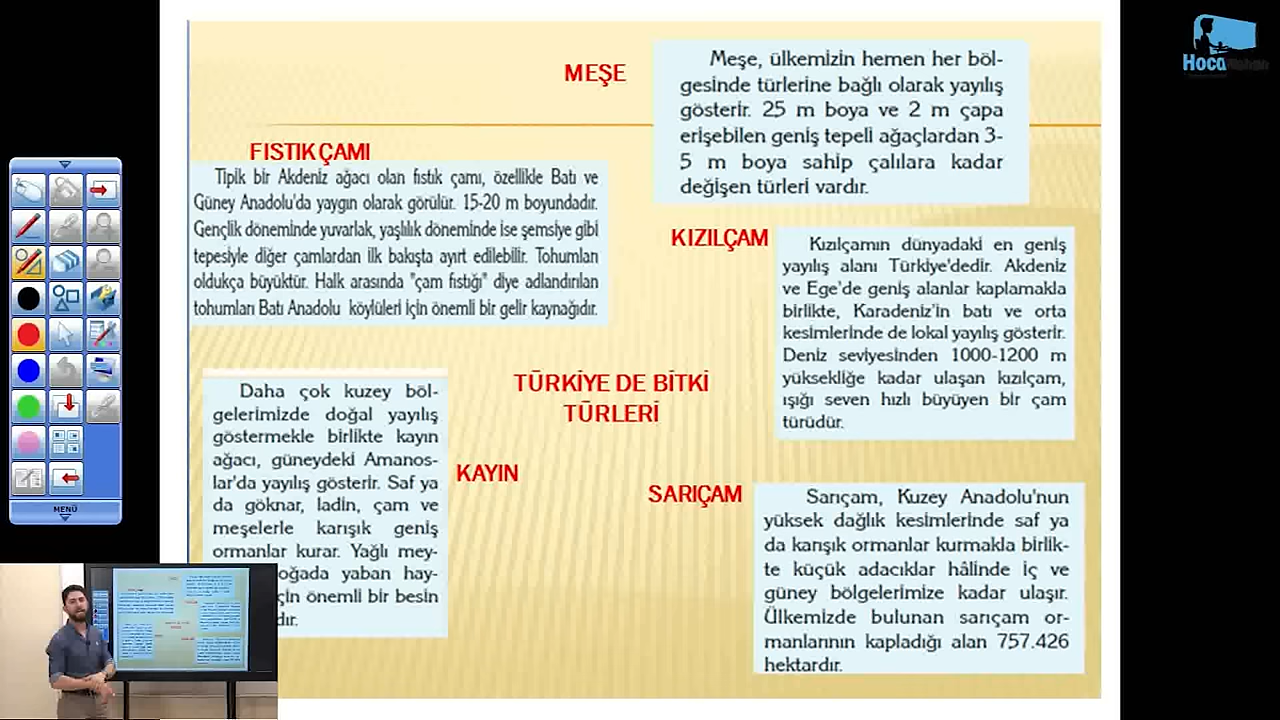 Hoca
MEŞE
Meşe, ülkemizin hemen her böl-
gesinde türlerine bağlı olarak yayılış
gösterir. 25 m boya ve 2 m çapa
erişebilen geniş tepeli ağaçlardan 3-
5 m boya sahip çalılara kadar
değişen türleri vardır.
FISTIK ÇAMI
Tipik bir Akdeniz ağacı olan fıstık çamı, özellikle Batı ve
Güney Anadolu'da yaygın olarak görülür. 15-20 m boyundadır.
Gençlik döneminde yuvarlak, yaşlılık döneminde ise şemsiye gibi
tepesiyle diğer çamlardan ilk bakışta ayırt edilebilir. Tohumları
oldukça büyüktür. Halk arasında "çam fıstığı" diye adlandırılan
tohumları Batı Anadolu köylüleri için önemli bir gelir kaynağıdır.
KIZILÇAM
Kızılçamın dünyadaki en geniş
yayılış alanı Türkiye'dedir. Akdeniz
ve Ege'de geniş alanlar kaplamakla
birlikte, Karadeniz'in batı ve orta
kesimlerinde de lokal yayılış gösterir.
Deniz seviyesinden 1000-1200 m
yüksekliğe kadar ulaşan kızılçam,
ışığı seven hızlı büyüyen bir çam
türüdür.
TÜRKİYE DE BİTKİ
TÜRLERİ
Daha çok kuzey böl-
gelerimizde doğal yayılış
göstermekle birlikte kayın
ağacı, güneydeki Amanos-
lar'da yayılış gösterir. Saf ya
da göknar, ladin, çam ve
meşelerle karışık geniş
ormanlar kurar. Yağlı mey-
oğada yaban hay-
çin önemli bir besin
dır.
KAYIN
SARIÇAM
Sarıçam, Kuzey Anadolu'nun
yüksek dağlık kesimlerinde saf ya
da karışık ormanlar kurmakla birlik-
te küçük adacıklar hâlinde İç ve
güney bölgelerimize kadar ulaşır.
Ülkemizde bulunan sarıçam or-
manlarının kapladığı alan 757.426
hektardır.
MENÜ